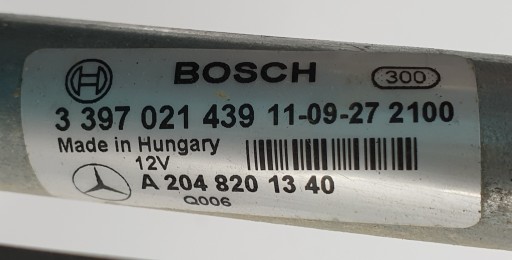 BOSCH 300
3 397 021 439 11-09-27 2100
Made in Hungary
12V
A 204 820 13 40
Q006